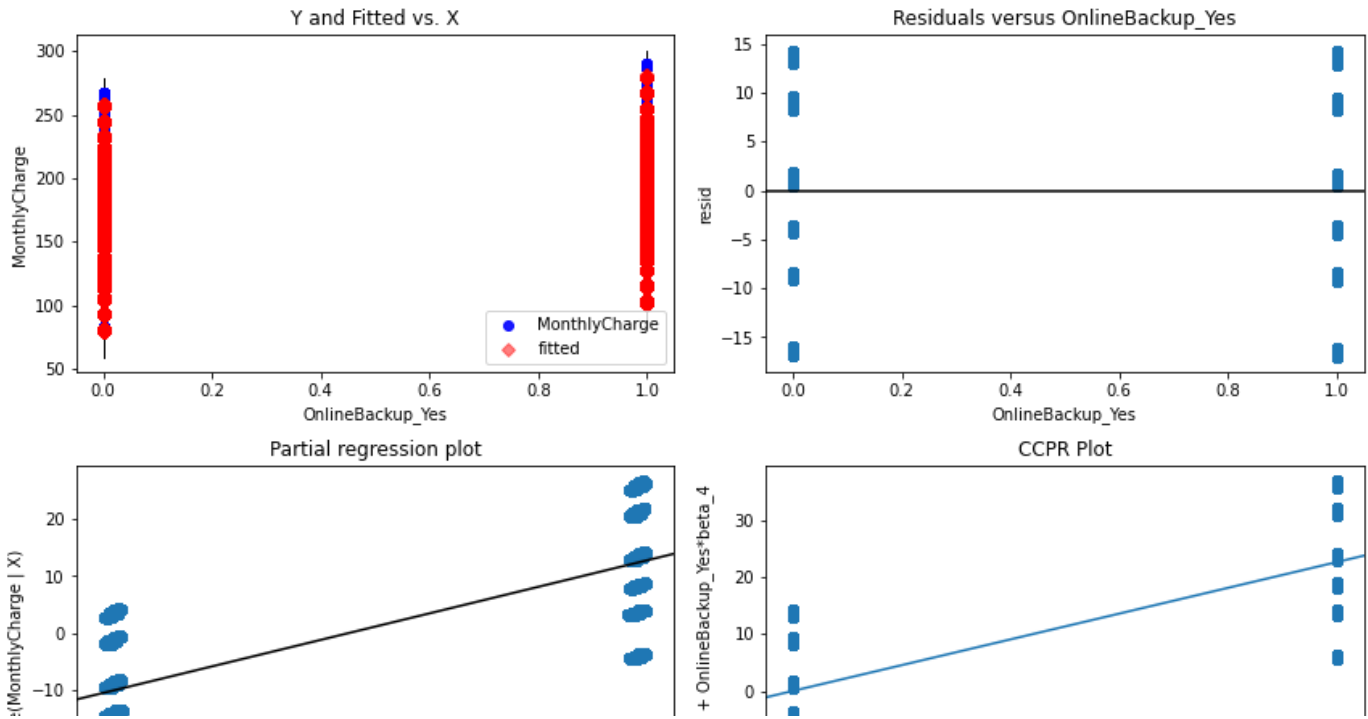 Y and Fitted vs. X
300
250
200
150
100
50
MonthlyCharge
MonthlyCharge
fitted
0.0 0.2 0.4 0.6 0.8 1.0
OnlineBackup_Yes
Residuals versus OnlineBackup_Yes
15
10
5
0
−5
−10
−15
resid
0.0 0.2 0.4 0.6 0.8 1.0
OnlineBackup_Yes
Partial regression plot
20
10
0
−10
e(MonthlyCharge | X)
CCPR Plot
30
20
10
0
+ OnlineBackup_Yes*beta_4